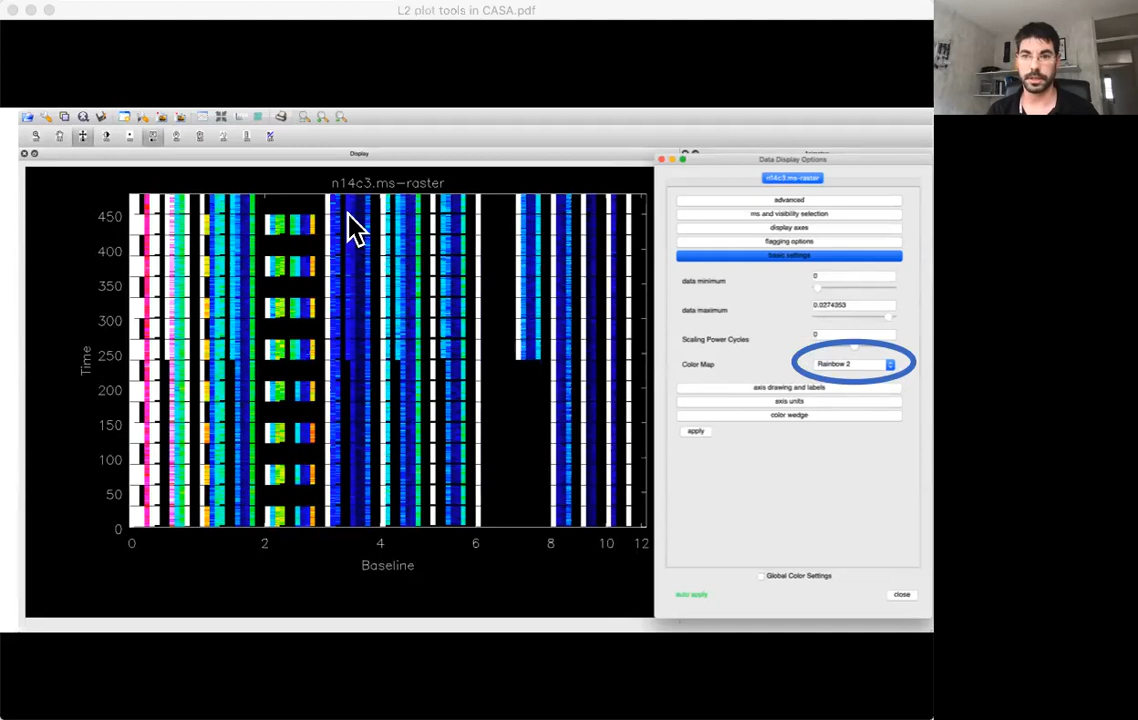 L2 plot tools in CASA.pdf
Display
Data Display Options
n14c3.ms-raster
n14c3.ms-raster
advanced
ms and visibility selection
display axes
flagging options
basic settings
data minimum
0
data maximum
0.0274353
Scaling Power Cycles
0
Color Map
Rainbow 2
axis drawing and labels
axis units
color wedge
apply
Global Color Settings
auto apply
close
450
400
350
300
250
200
150
100
50
0
Time
0 2 4 6 8 10 12
Baseline